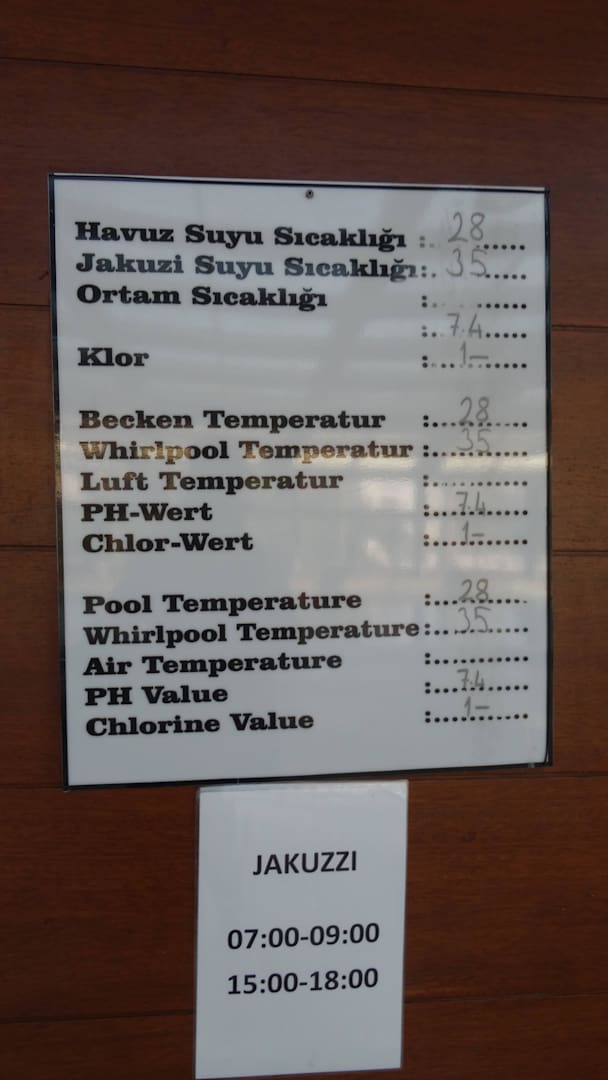 Havuz Suyu Sıcaklığı :..28......
Jakuzi Suyu Sıcaklığı:..35.....
Ortam Sıcaklığı :............
:..7.4.....
Klor :....1–.....
Becken Temperatur :....28......
Whirlpool Temperatur :....35......
Luft Temperatur :............
PH-Wert :....7.4......
Chlor-Wert :....1–......
Pool Temperature :....28......
Whirlpool Temperature:....35......
Air Temperature :............
PH Value :....7.4......
Chlorine Value :....1–......
JAKUZZI
07:00-09:00
15:00-18:00